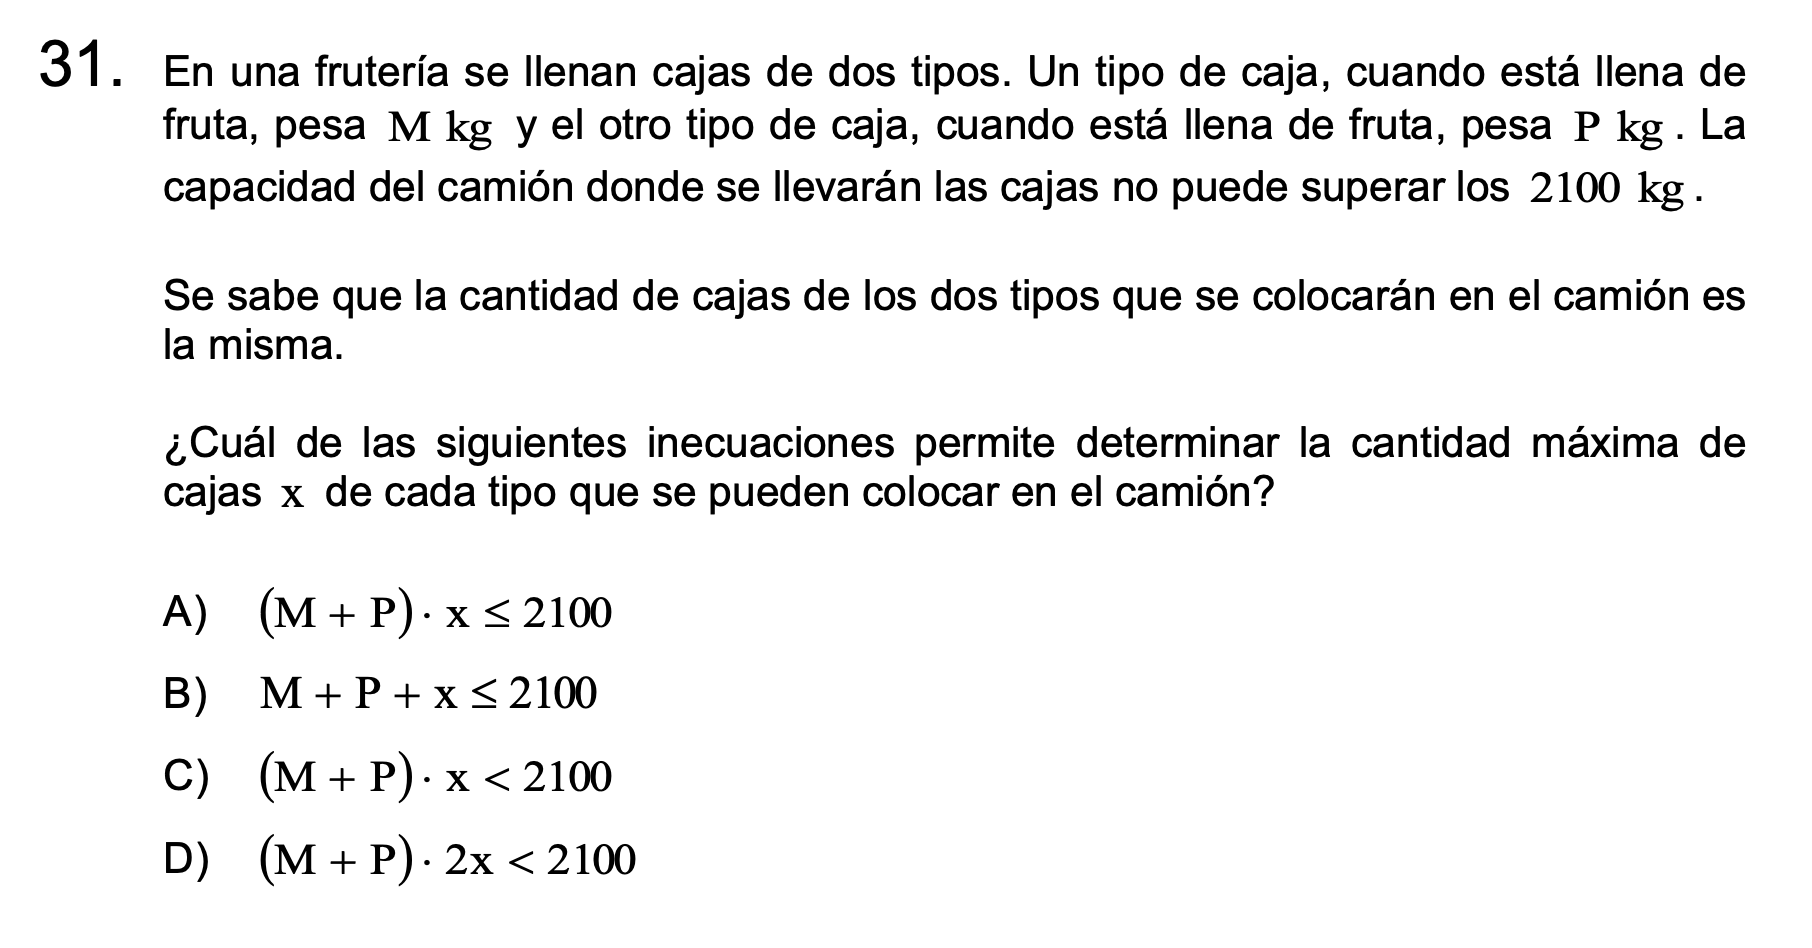 31. En una frutería se llenan cajas de dos tipos. Un tipo de caja, cuando está llena de
fruta, pesa M kg y el otro tipo de caja, cuando está llena de fruta, pesa P kg . La
capacidad del camión donde se llevarán las cajas no puede superar los 2100 kg .
Se sabe que la cantidad de cajas de los dos tipos que se colocarán en el camión es
la misma.
¿Cuál de las siguientes inecuaciones permite determinar la cantidad máxima de
cajas x de cada tipo que se pueden colocar en el camión?
A) (M + P) · x ≤ 2100
B) M + P + x ≤ 2100
C) (M + P) · x < 2100
D) (M + P) · 2x < 2100